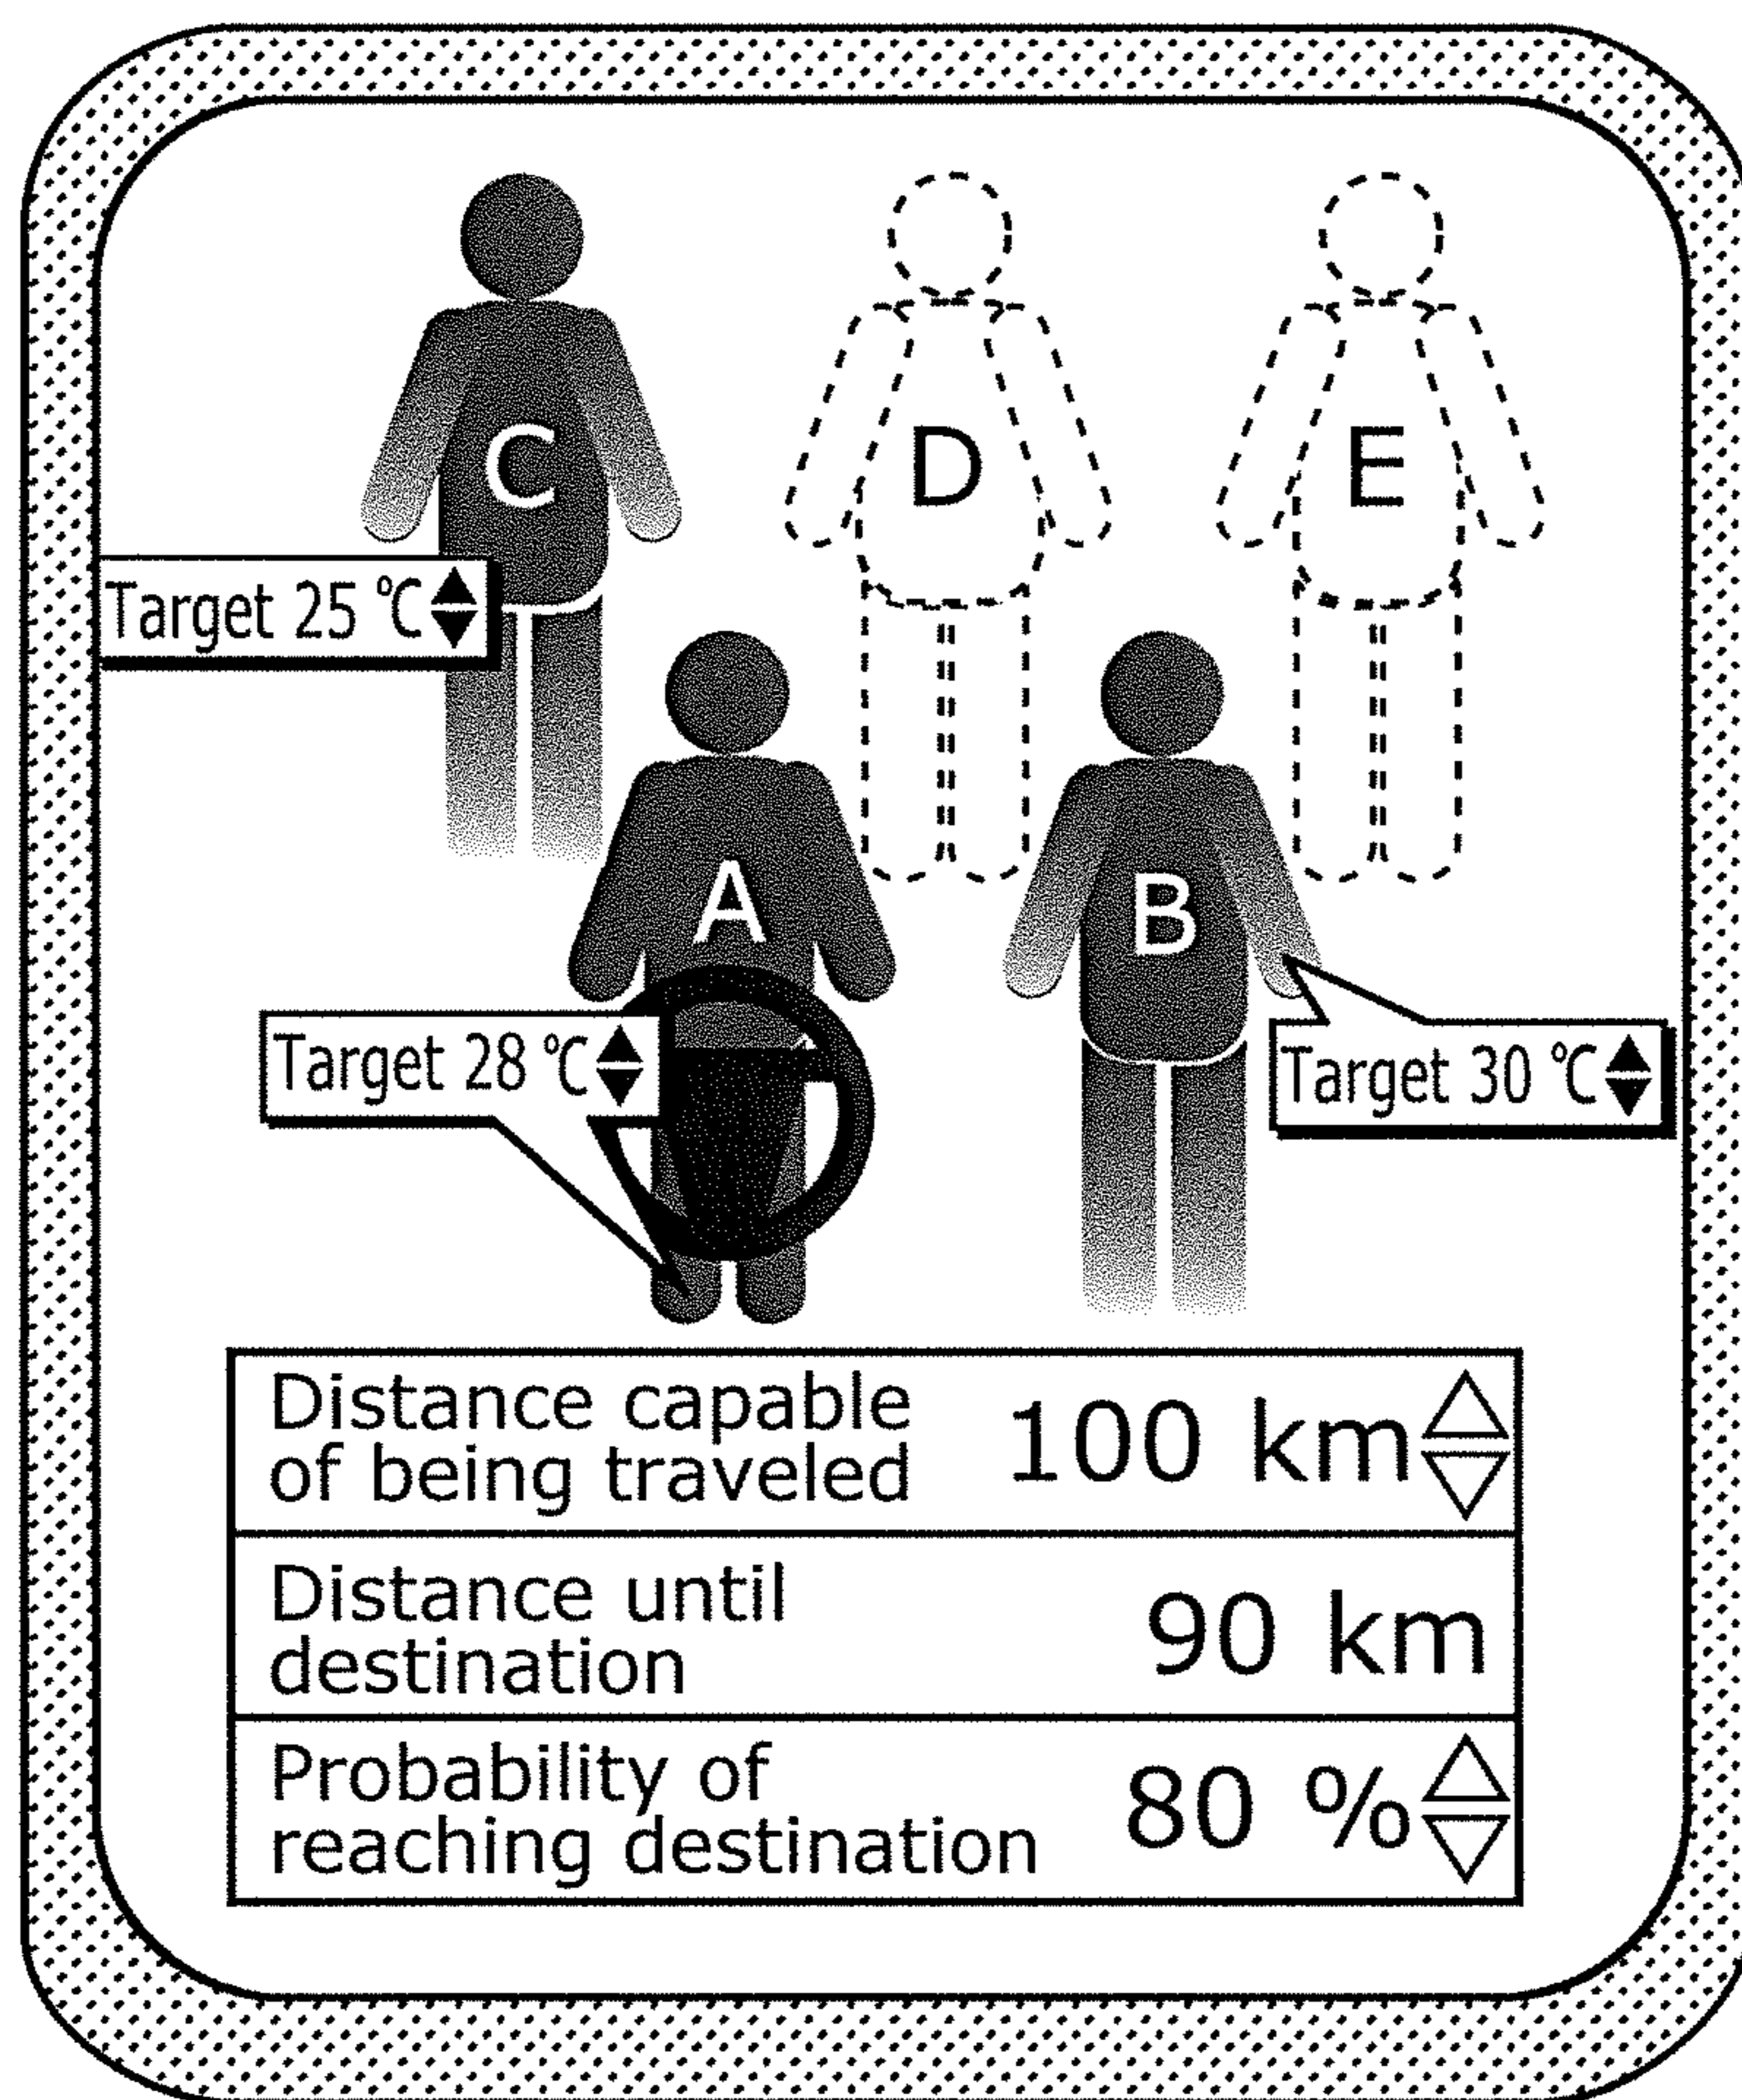 C
D
E
Target 25 ℃
A
B
Target 28 ℃
Target 30 ℃
Distance capable
of being traveled
100 km
Distance until
destination
90 km
Probability of
reaching destination
80 %